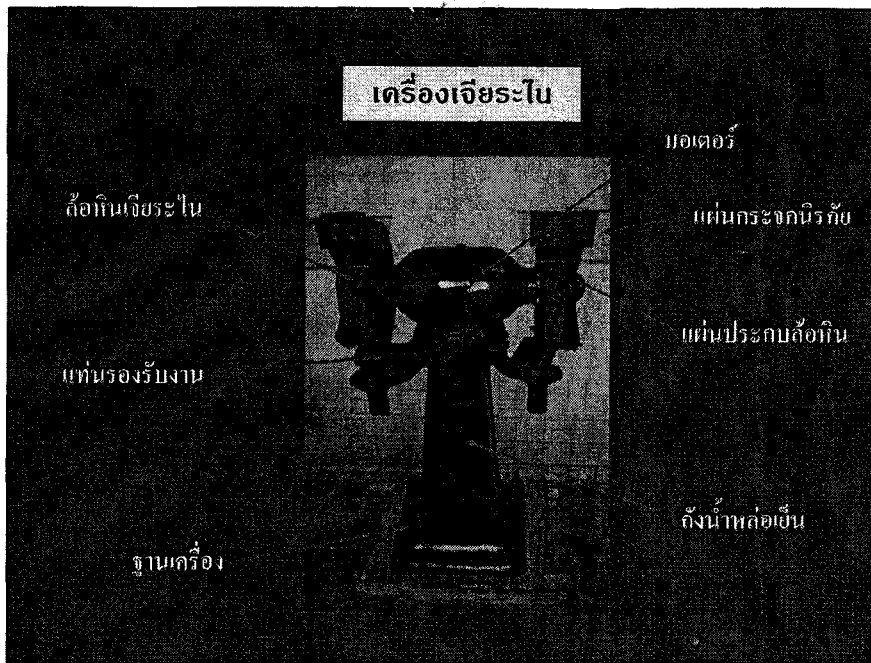 เครื่องเจียระไน
มอเตอร์
ล้อหินเจียระไน
แผ่นกระจกนิรภัย
แผ่นประกบล้อหิน
แท่นรองรับงาน
ถังน้ำหล่อเย็น
ฐานเครื่อง